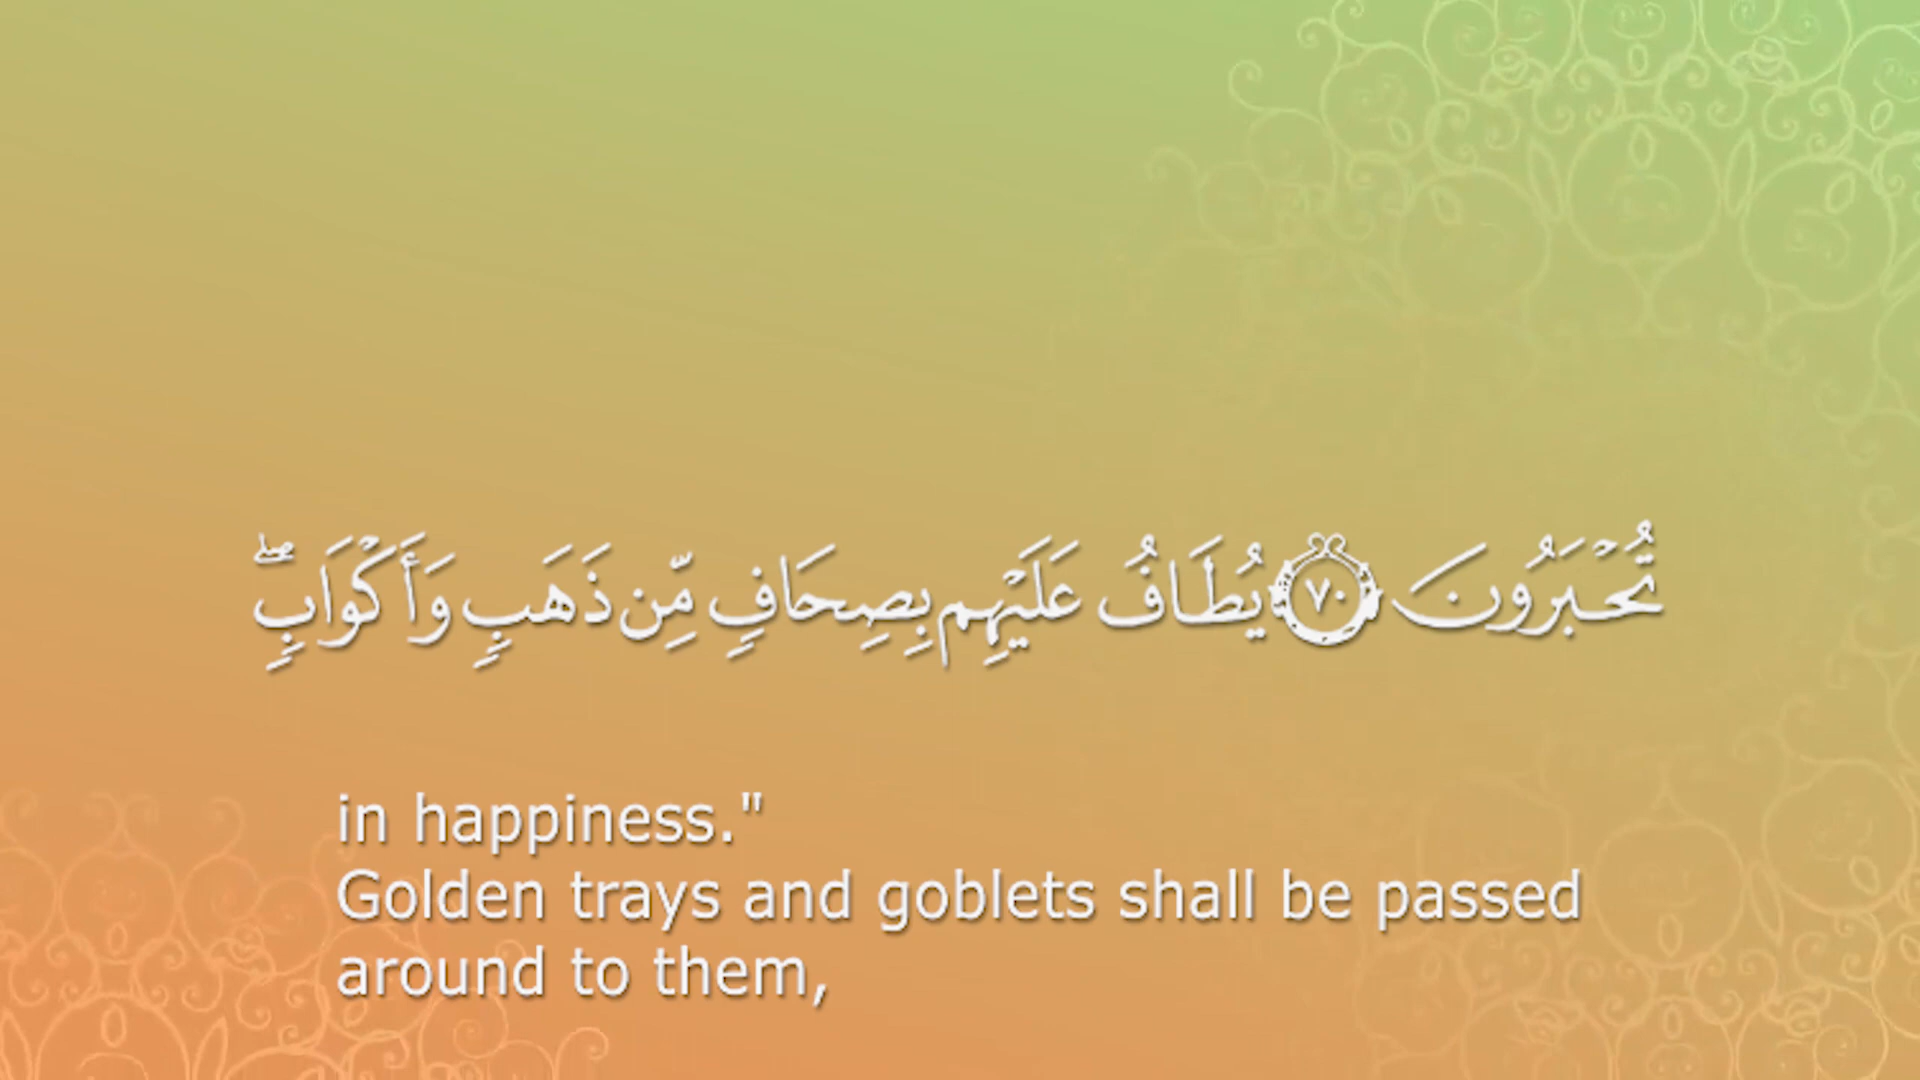 تُحْبَرُونَ ٧٠ يُطَافُ عَلَيْهِم بِصِحَافٍ مِّن ذَهَبٍ وَأَكْوَابٍ ۖ
in happiness."
Golden trays and goblets shall be passed
around to them,